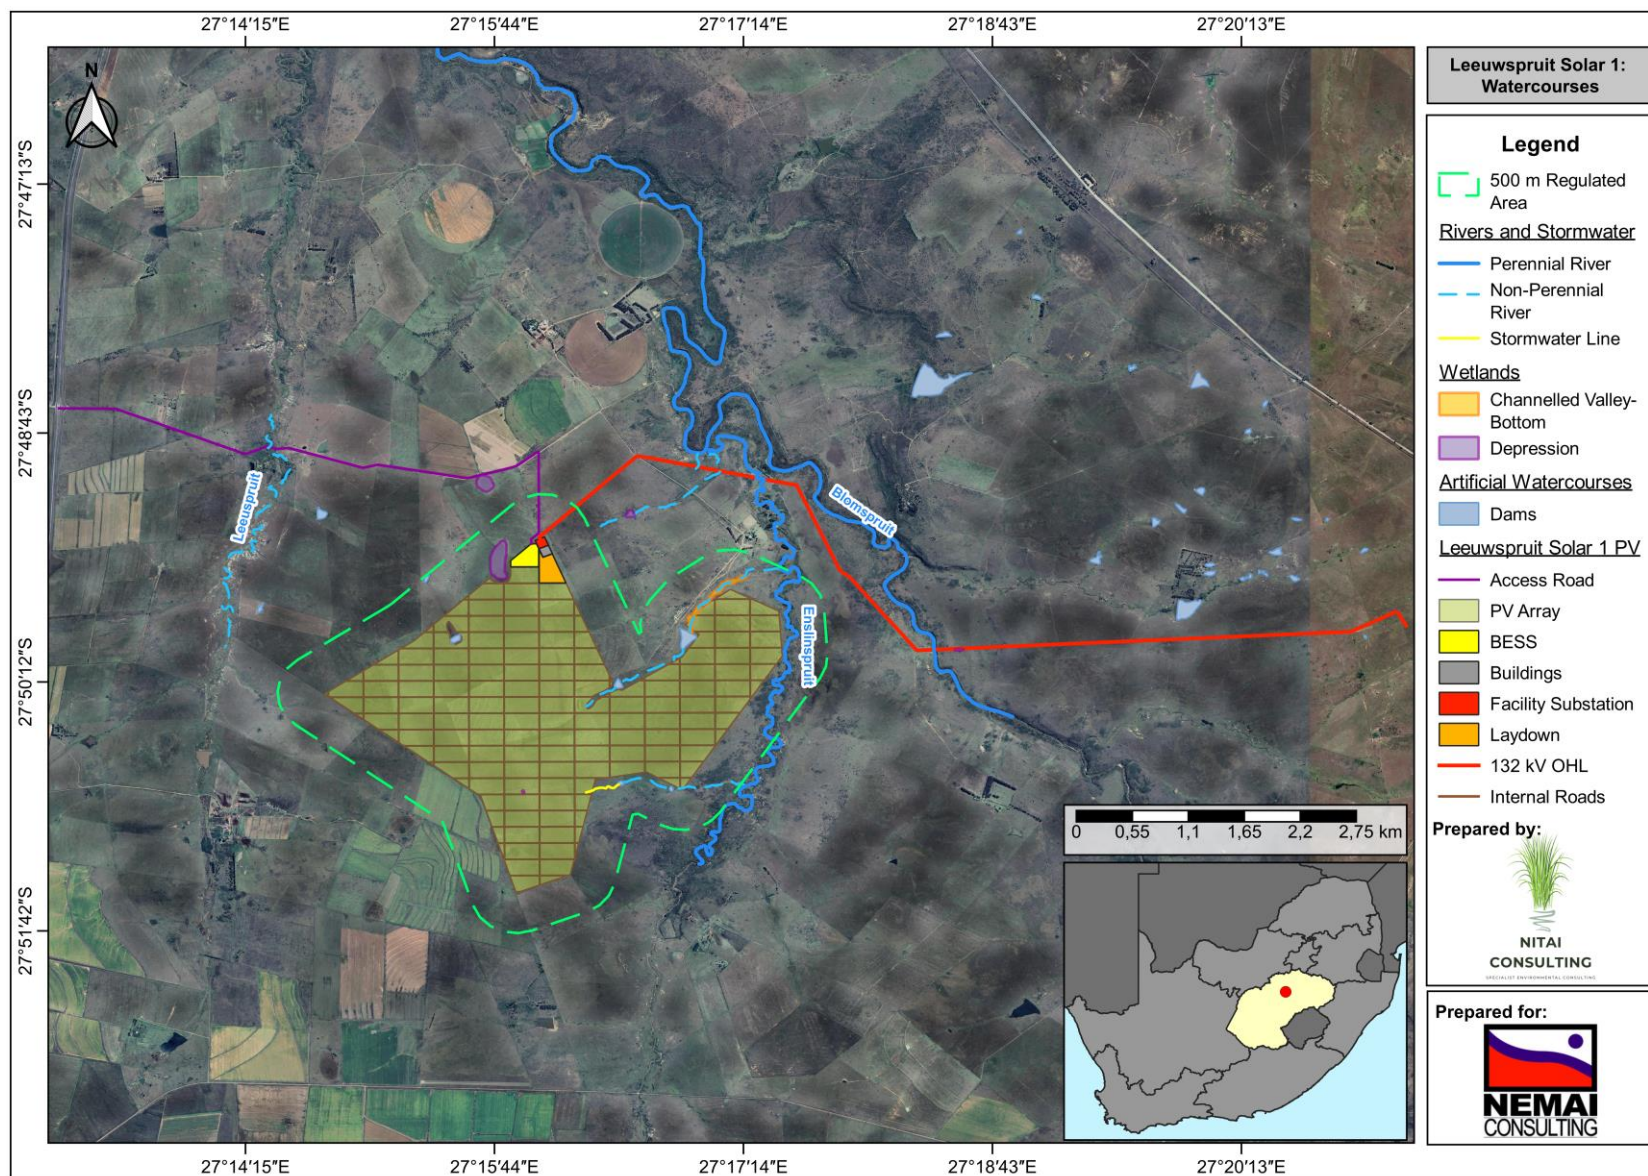 27°14'15"E 27°15'44"E 27°17'14"E 27°18'43"E 27°20'13"E
27°47'13"S
27°48'43"S
27°50'12"S
27°51'42"S
N
Leeuspruit
Blomspruit
Enslinspruit
0 0,55 1,1 1,65 2,2 2,75 km
27°14'15"E 27°15'44"E 27°17'14"E 27°18'43"E 27°20'13"E
Leeuwspruit Solar 1:
Watercourses
Legend
500 m Regulated
Area
Rivers and Stormwater
Perennial River
Non-Perennial
River
Stormwater Line
Wetlands
Channelled Valley-
Bottom
Depression
Artificial Watercourses
Dams
Leeuwspruit Solar 1 PV
Access Road
PV Array
BESS
Buildings
Facility Substation
Laydown
132 kV OHL
Internal Roads
Prepared by:
NITAI
CONSULTING
SPECIALIST ENVIRONMENTAL CONSULTING
Prepared for:
NEMAI
CONSULTING